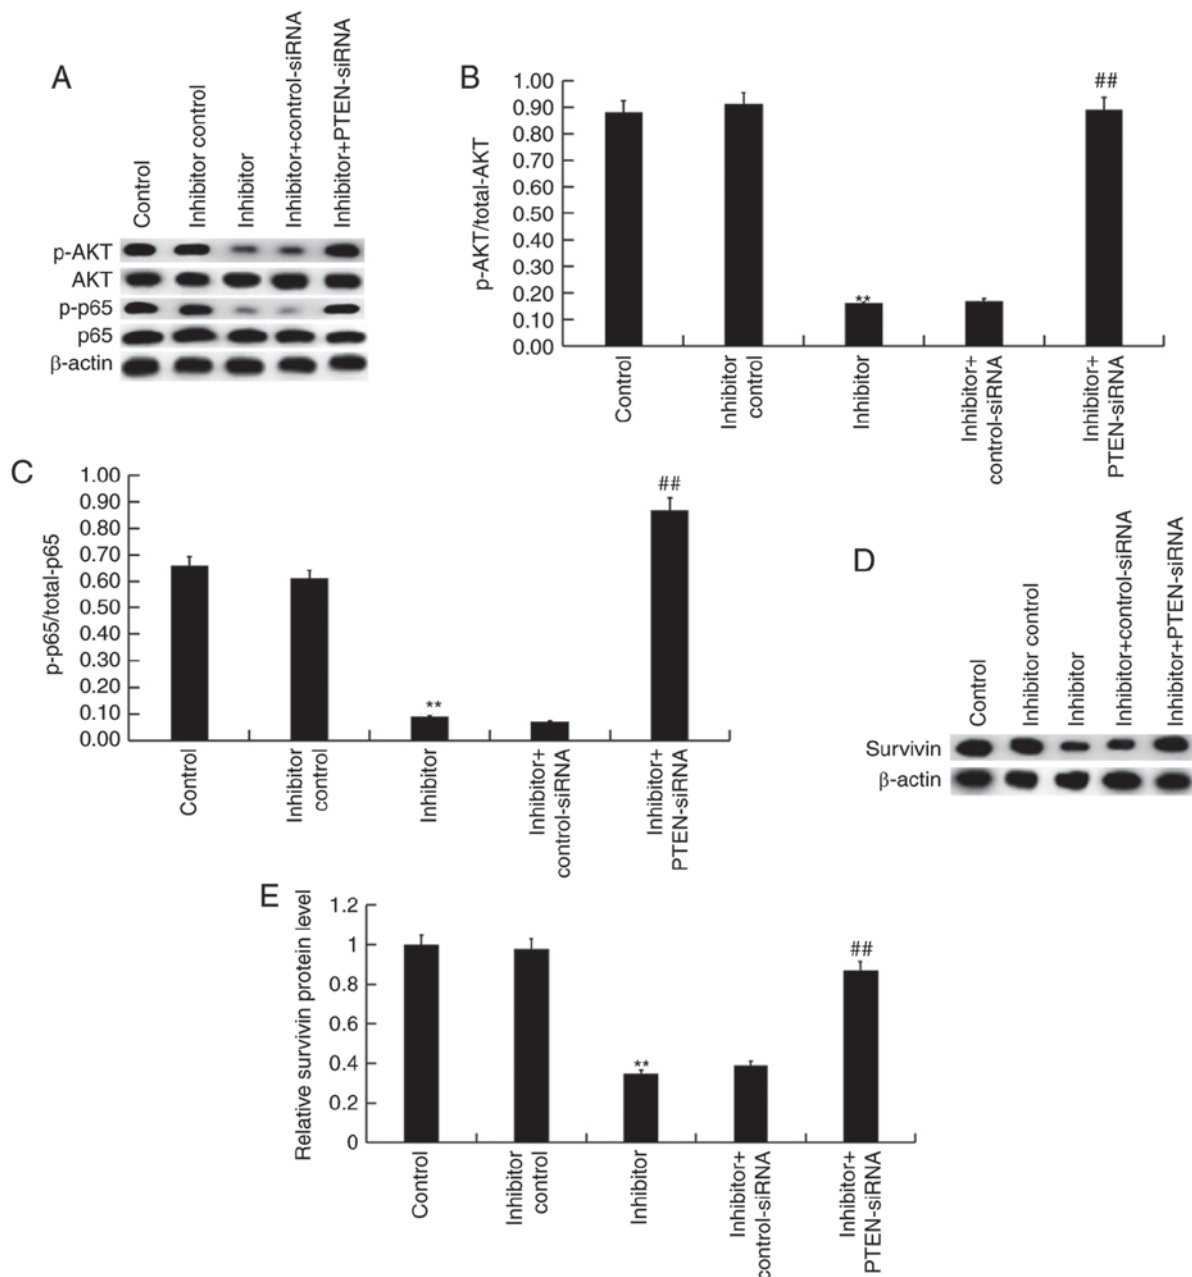 A
Control
Inhibitor control
Inhibitor
Inhibitor+control-siRNA
Inhibitor+PTEN-siRNA
p-AKT
AKT
p-p65
p65
β-actin
B
p-AKT/total-AKT
1.00
0.90
0.80
0.70
0.60
0.50
0.40
0.30
0.20
0.10
0.00
**
##
Control
Inhibitor
control
Inhibitor
Inhibitor+
control-siRNA
Inhibitor+
PTEN-siRNA
C
p-p65/total-p65
1.00
0.90
0.80
0.70
0.60
0.50
0.40
0.30
0.20
0.10
0.00
**
##
Control
Inhibitor
control
Inhibitor
Inhibitor+
control-siRNA
Inhibitor+
PTEN-siRNA
D
Control
Inhibitor control
Inhibitor
Inhibitor+control-siRNA
Inhibitor+PTEN-siRNA
Survivin
β-actin
E
Relative survivin protein level
1.2
1
0.8
0.6
0.4
0.2
0
**
##
Control
Inhibitor
control
Inhibitor
Inhibitor+
control-siRNA
Inhibitor+
PTEN-siRNA